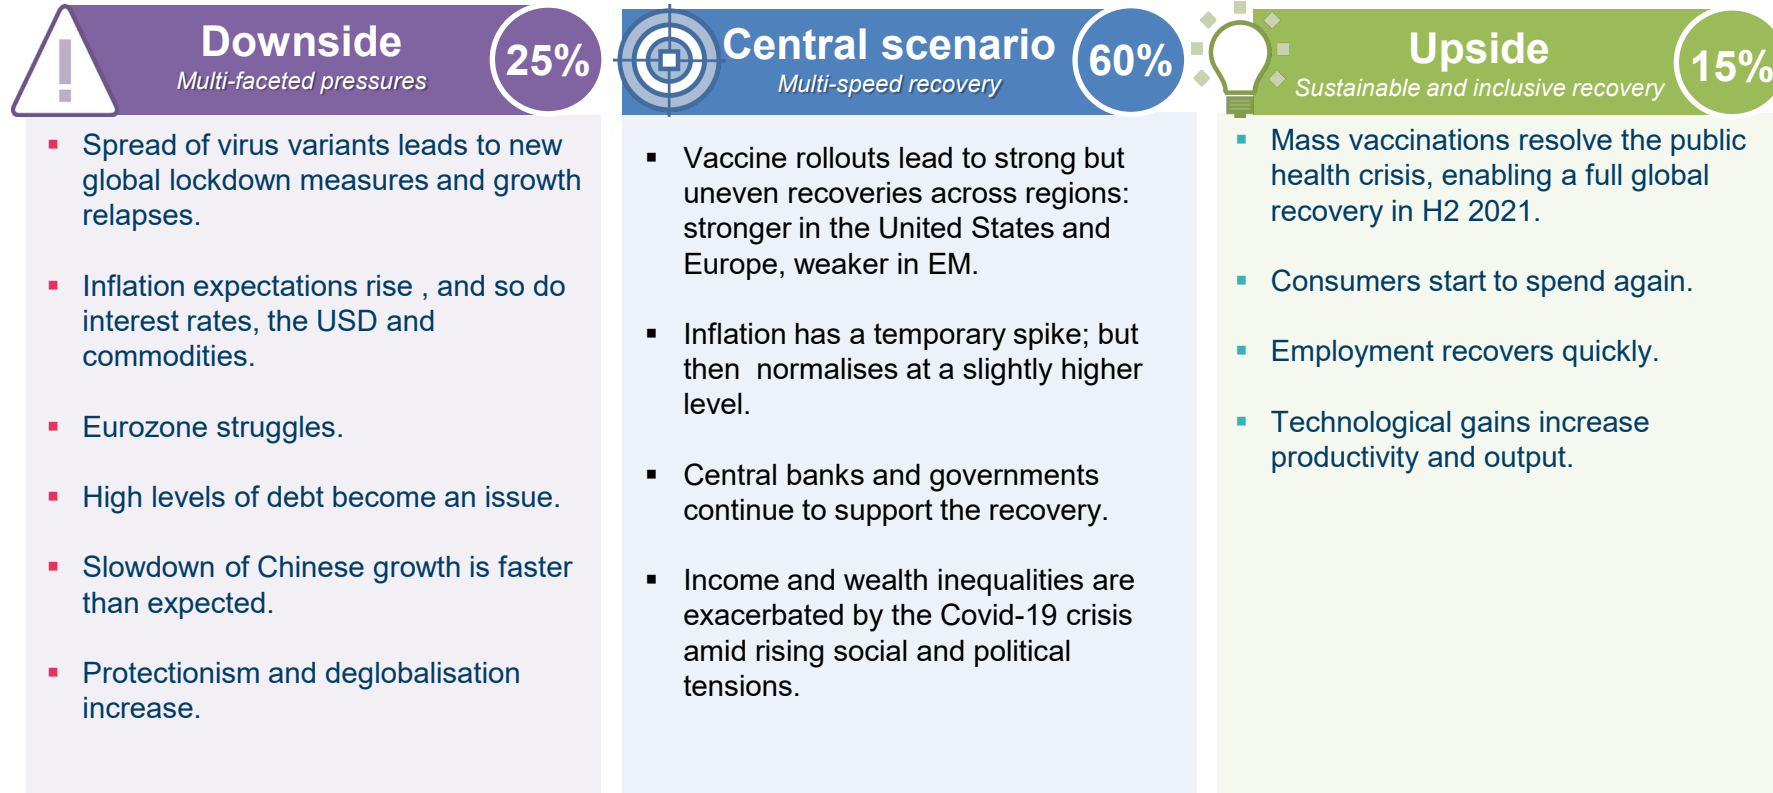 Downside
Multi-faceted pressures
25%
Spread of virus variants leads to new
global lockdown measures and growth
relapses.
Inflation expectations rise , and so do
interest rates, the USD and
commodities.
Eurozone struggles.
High levels of debt become an issue.
Slowdown of Chinese growth is faster
than expected.
Protectionism and deglobalisation
increase.
Central scenario
Multi-speed recovery
60%
Vaccine rollouts lead to strong but
uneven recoveries across regions:
stronger in the United States and
Europe, weaker in EM.
Inflation has a temporary spike; but
then normalises at a slightly higher
level.
Central banks and governments
continue to support the recovery.
Income and wealth inequalities are
exacerbated by the Covid-19 crisis
amid rising social and political
tensions.
Upside
Sustainable and inclusive recovery
15%
Mass vaccinations resolve the public
health crisis, enabling a full global
recovery in H2 2021.
Consumers start to spend again.
Employment recovers quickly.
Technological gains increase
productivity and output.